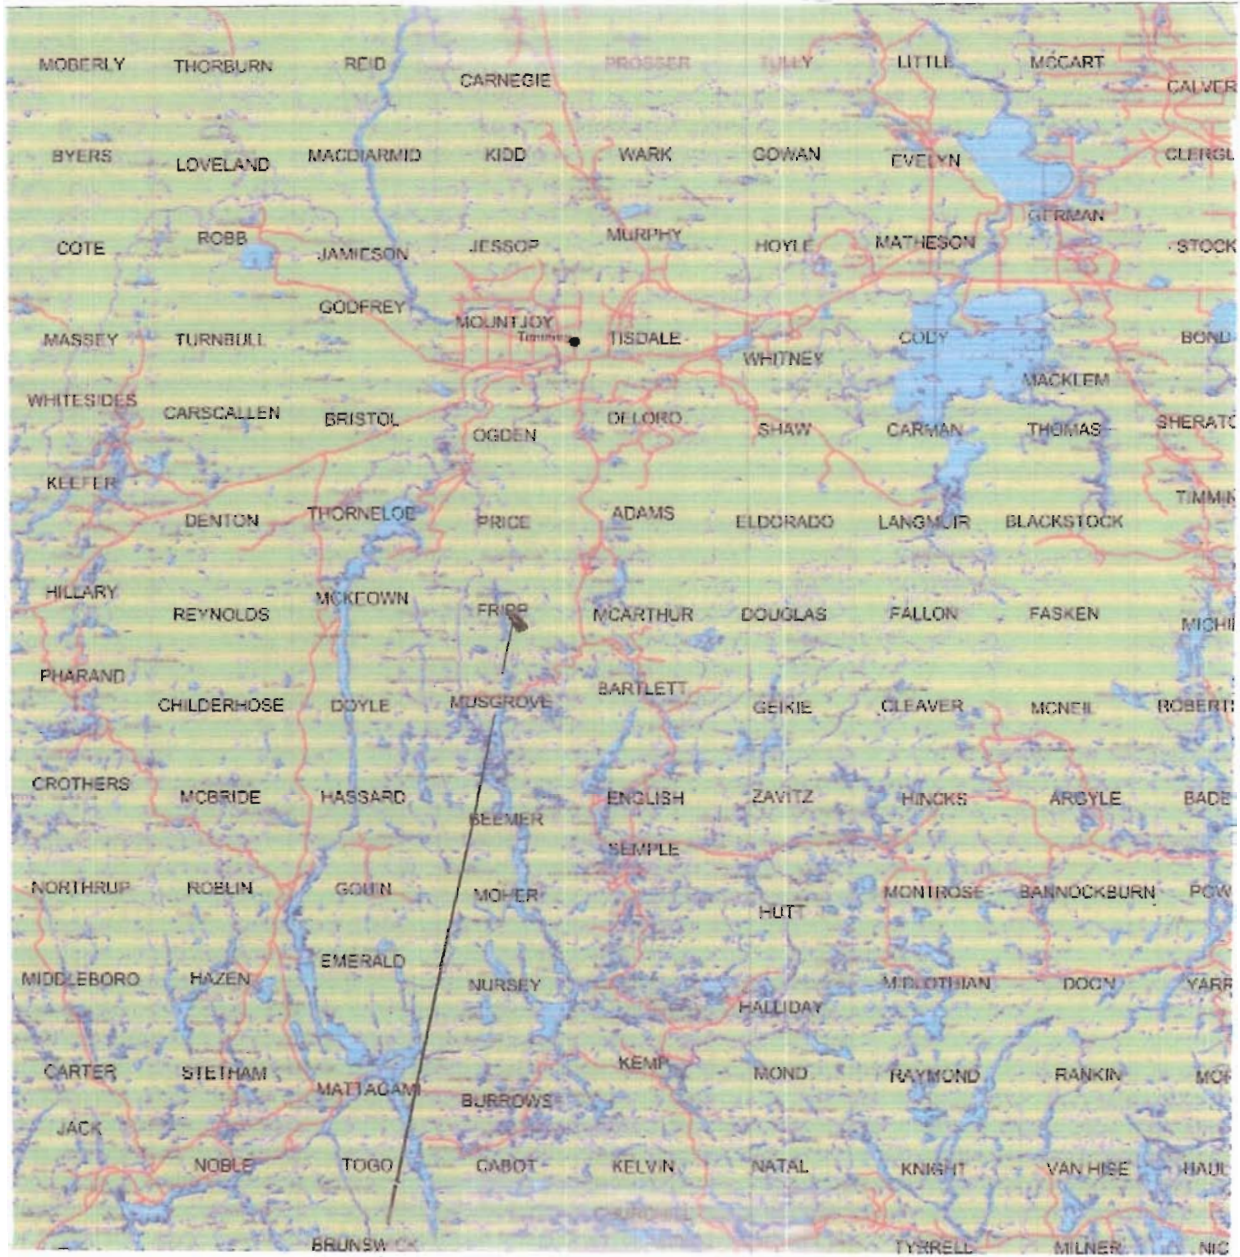 MOBERLY THORBURN REID CARNEGIE PROSSER TULLY LITTLE MCCART
CALVER
BYERS LOVELAND MACDIARMID KIDD WARK GOWAN EVELYN CLERGU
COTE ROBB JAMIESON JESSOP MURPHY HOYLE MATHESON GERMAN STOCK
GODFREY
MASSEY TURNBULL MOUNTJOY Timmins TISDALE WHITNEY CODY BOND
MACKLEM
WHITESIDES CARSCALLEN BRISTOL OGDEN DELORO SHAW CARMAN THOMAS SHERATO
KEEFER DENTON THORNELOE PRICE ADAMS ELDORADO LANGMUIR BLACKSTOCK TIMMIN
HILLARY REYNOLDS MCKEOWN FRIPP MCARTHUR DOUGLAS FALLON FASKEN MICHI
PHARAND CHILDERHOSE DOYLE MUSGROVE BARTLETT GEIKIE CLEAVER MCNEIL ROBERT
CROTHERS MCBRIDE HASSARD BEEMER ENGLISH ZAVITZ HINCKS ARGYLE BADE
SEMPLE
NORTHRUP ROBLIN GOUIN MOHER HUTT MONTROSE BANNOCKBURN POW
MIDDLEBORO HAZEN EMERALD NURSEY HALLIDAY MIDLOTHIAN DOON YARR
CARTER STETHAM MATTAGAMI BURROWS KEMP MOND RAYMOND RANKIN MOR
JACK
NOBLE TOGO CABOT KELVIN NATAL KNIGHT VAN HISE HAUL
CHURCHILL
BRUNSWICK TYRRELL MILNER NIC